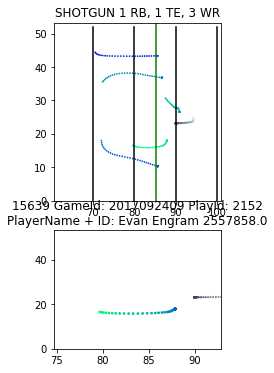 SHOTGUN 1 RB, 1 TE, 3 WR
50
40
30
20
10
0
70 80 90 100
15639 GameId: 2017092409 PlayId: 2152
PlayerName + ID: Evan Engram 2557858.0
40
20
0
75 80 85 90